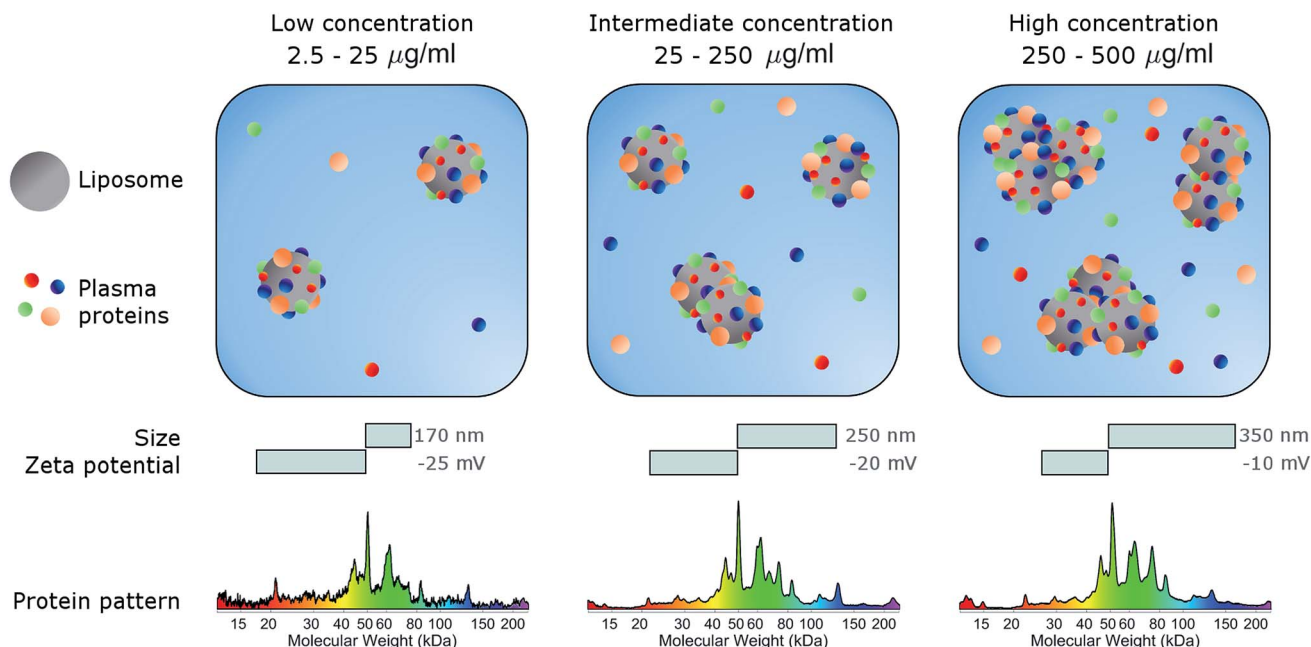 Low concentration
2.5 - 25 μg/ml
Intermediate concentration
25 - 250 μg/ml
High concentration
250 - 500 μg/ml
Liposome
Plasma
proteins
Size
Zeta potential
170 nm
-25 mV
250 nm
-20 mV
350 nm
-10 mV
Protein pattern
15 20 30 40 50 60 80 100 150 200
Molecular Weight (kDa)
15 20 30 40 50 60 80 100 150 200
Molecular Weight (kDa)
15 20 30 40 50 60 80 100 150 200
Molecular Weight (kDa)